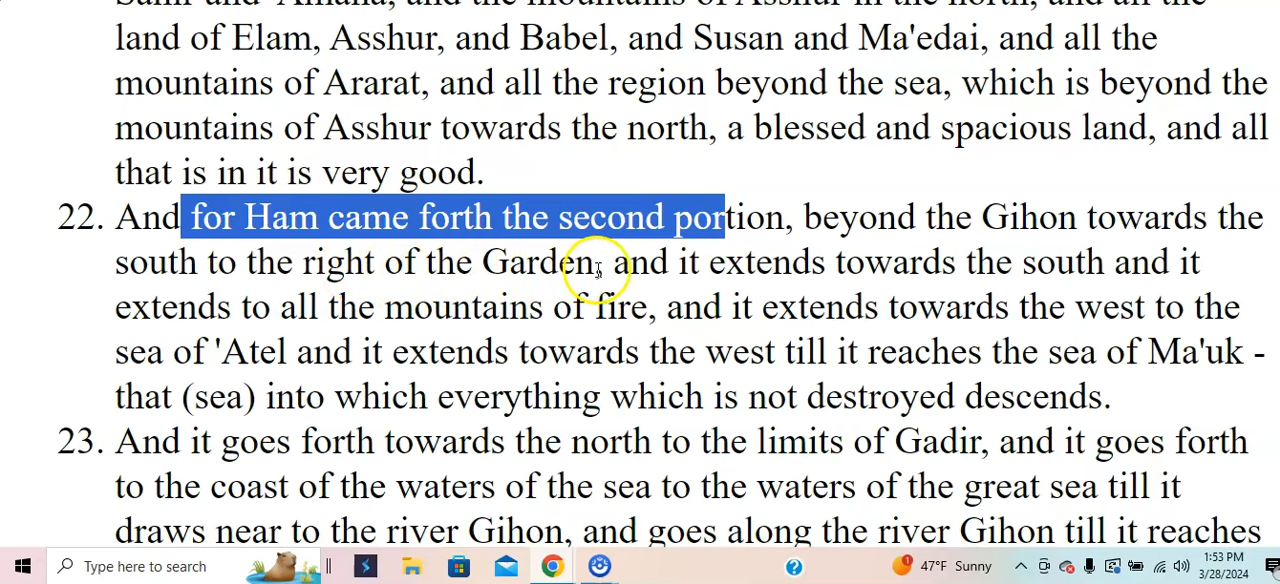 land of Elam, Asshur, and Babel, and Susan and Ma'edai, and all the
mountains of Ararat, and all the region beyond the sea, which is beyond the
mountains of Asshur towards the north, a blessed and spacious land, and all
that is in it is very good.
22. And for Ham came forth the second portion, beyond the Gihon towards the
south to the right of the Garden, and it extends towards the south and it
extends to all the mountains of fire, and it extends towards the west to the
sea of 'Atel and it extends towards the west till it reaches the sea of Ma'uk -
that (sea) into which everything which is not destroyed descends.
23. And it goes forth towards the north to the limits of Gadir, and it goes forth
to the coast of the waters of the sea to the waters of the great sea till it
draws near to the river Gihon, and goes along the river Gihon till it reaches
Type here to search
47°F Sunny
1:53 PM
3/28/2024